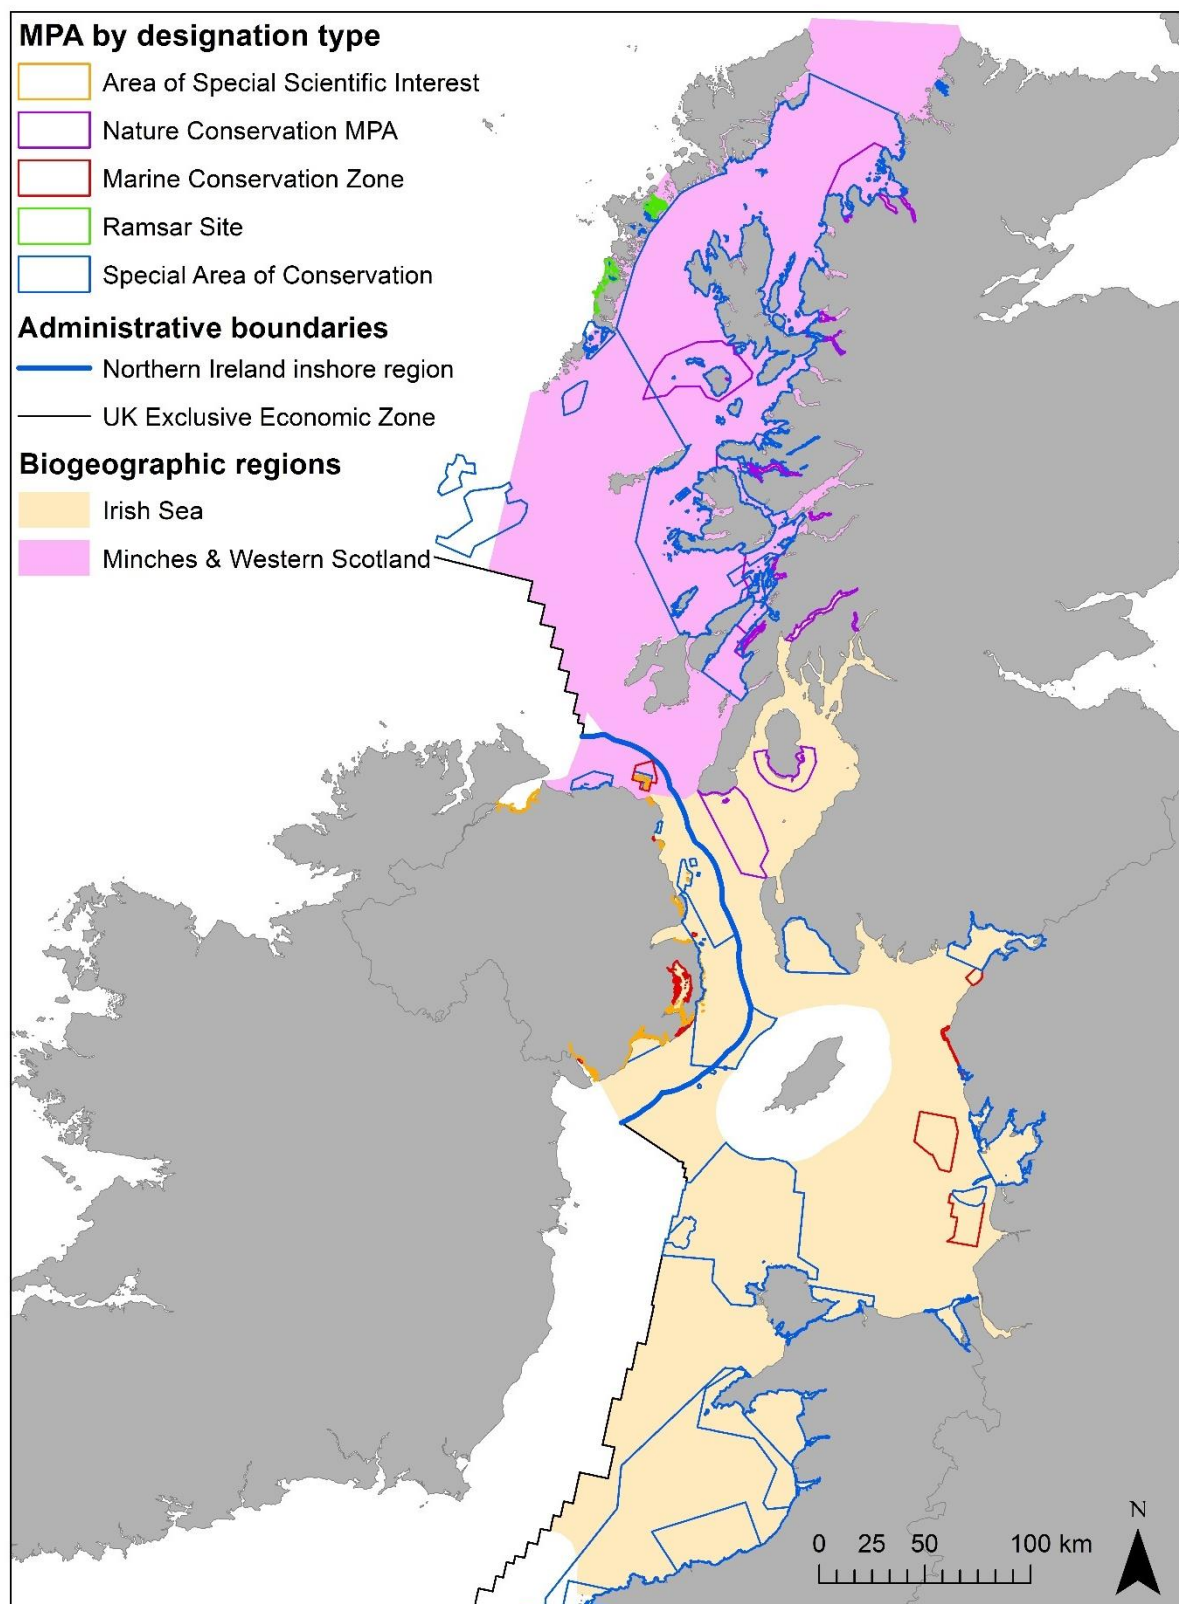 MPA by designation type
Area of Special Scientific Interest
Nature Conservation MPA
Marine Conservation Zone
Ramsar Site
Special Area of Conservation
Administrative boundaries
Northern Ireland inshore region
UK Exclusive Economic Zone
Biogeographic regions
Irish Sea
Minches & Western Scotland
N
0 25 50 100 km